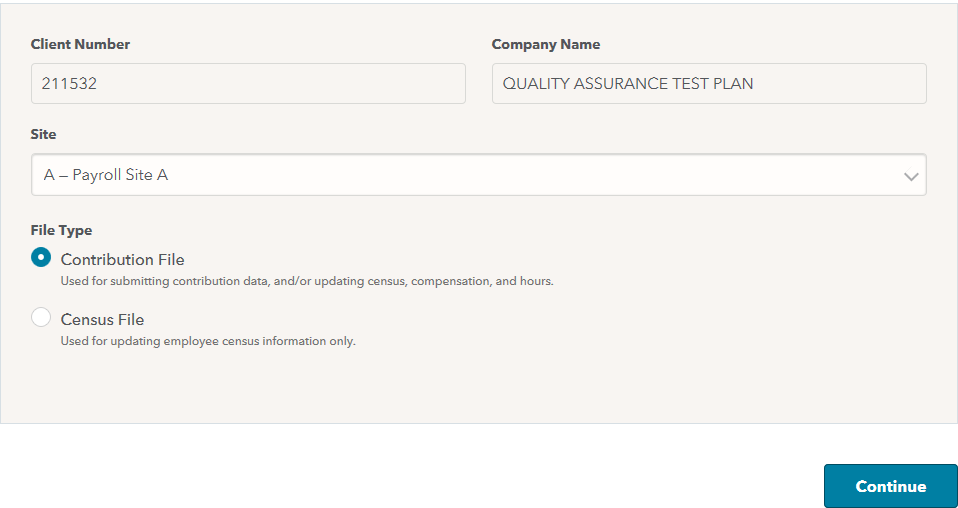 Client Number
Company Name
211532
QUALITY ASSURANCE TEST PLAN
Site
A – Payroll Site A
File Type
Contribution File
Used for submitting contribution data, and/or updating census, compensation, and hours.
Census File
Used for updating employee census information only.
Continue